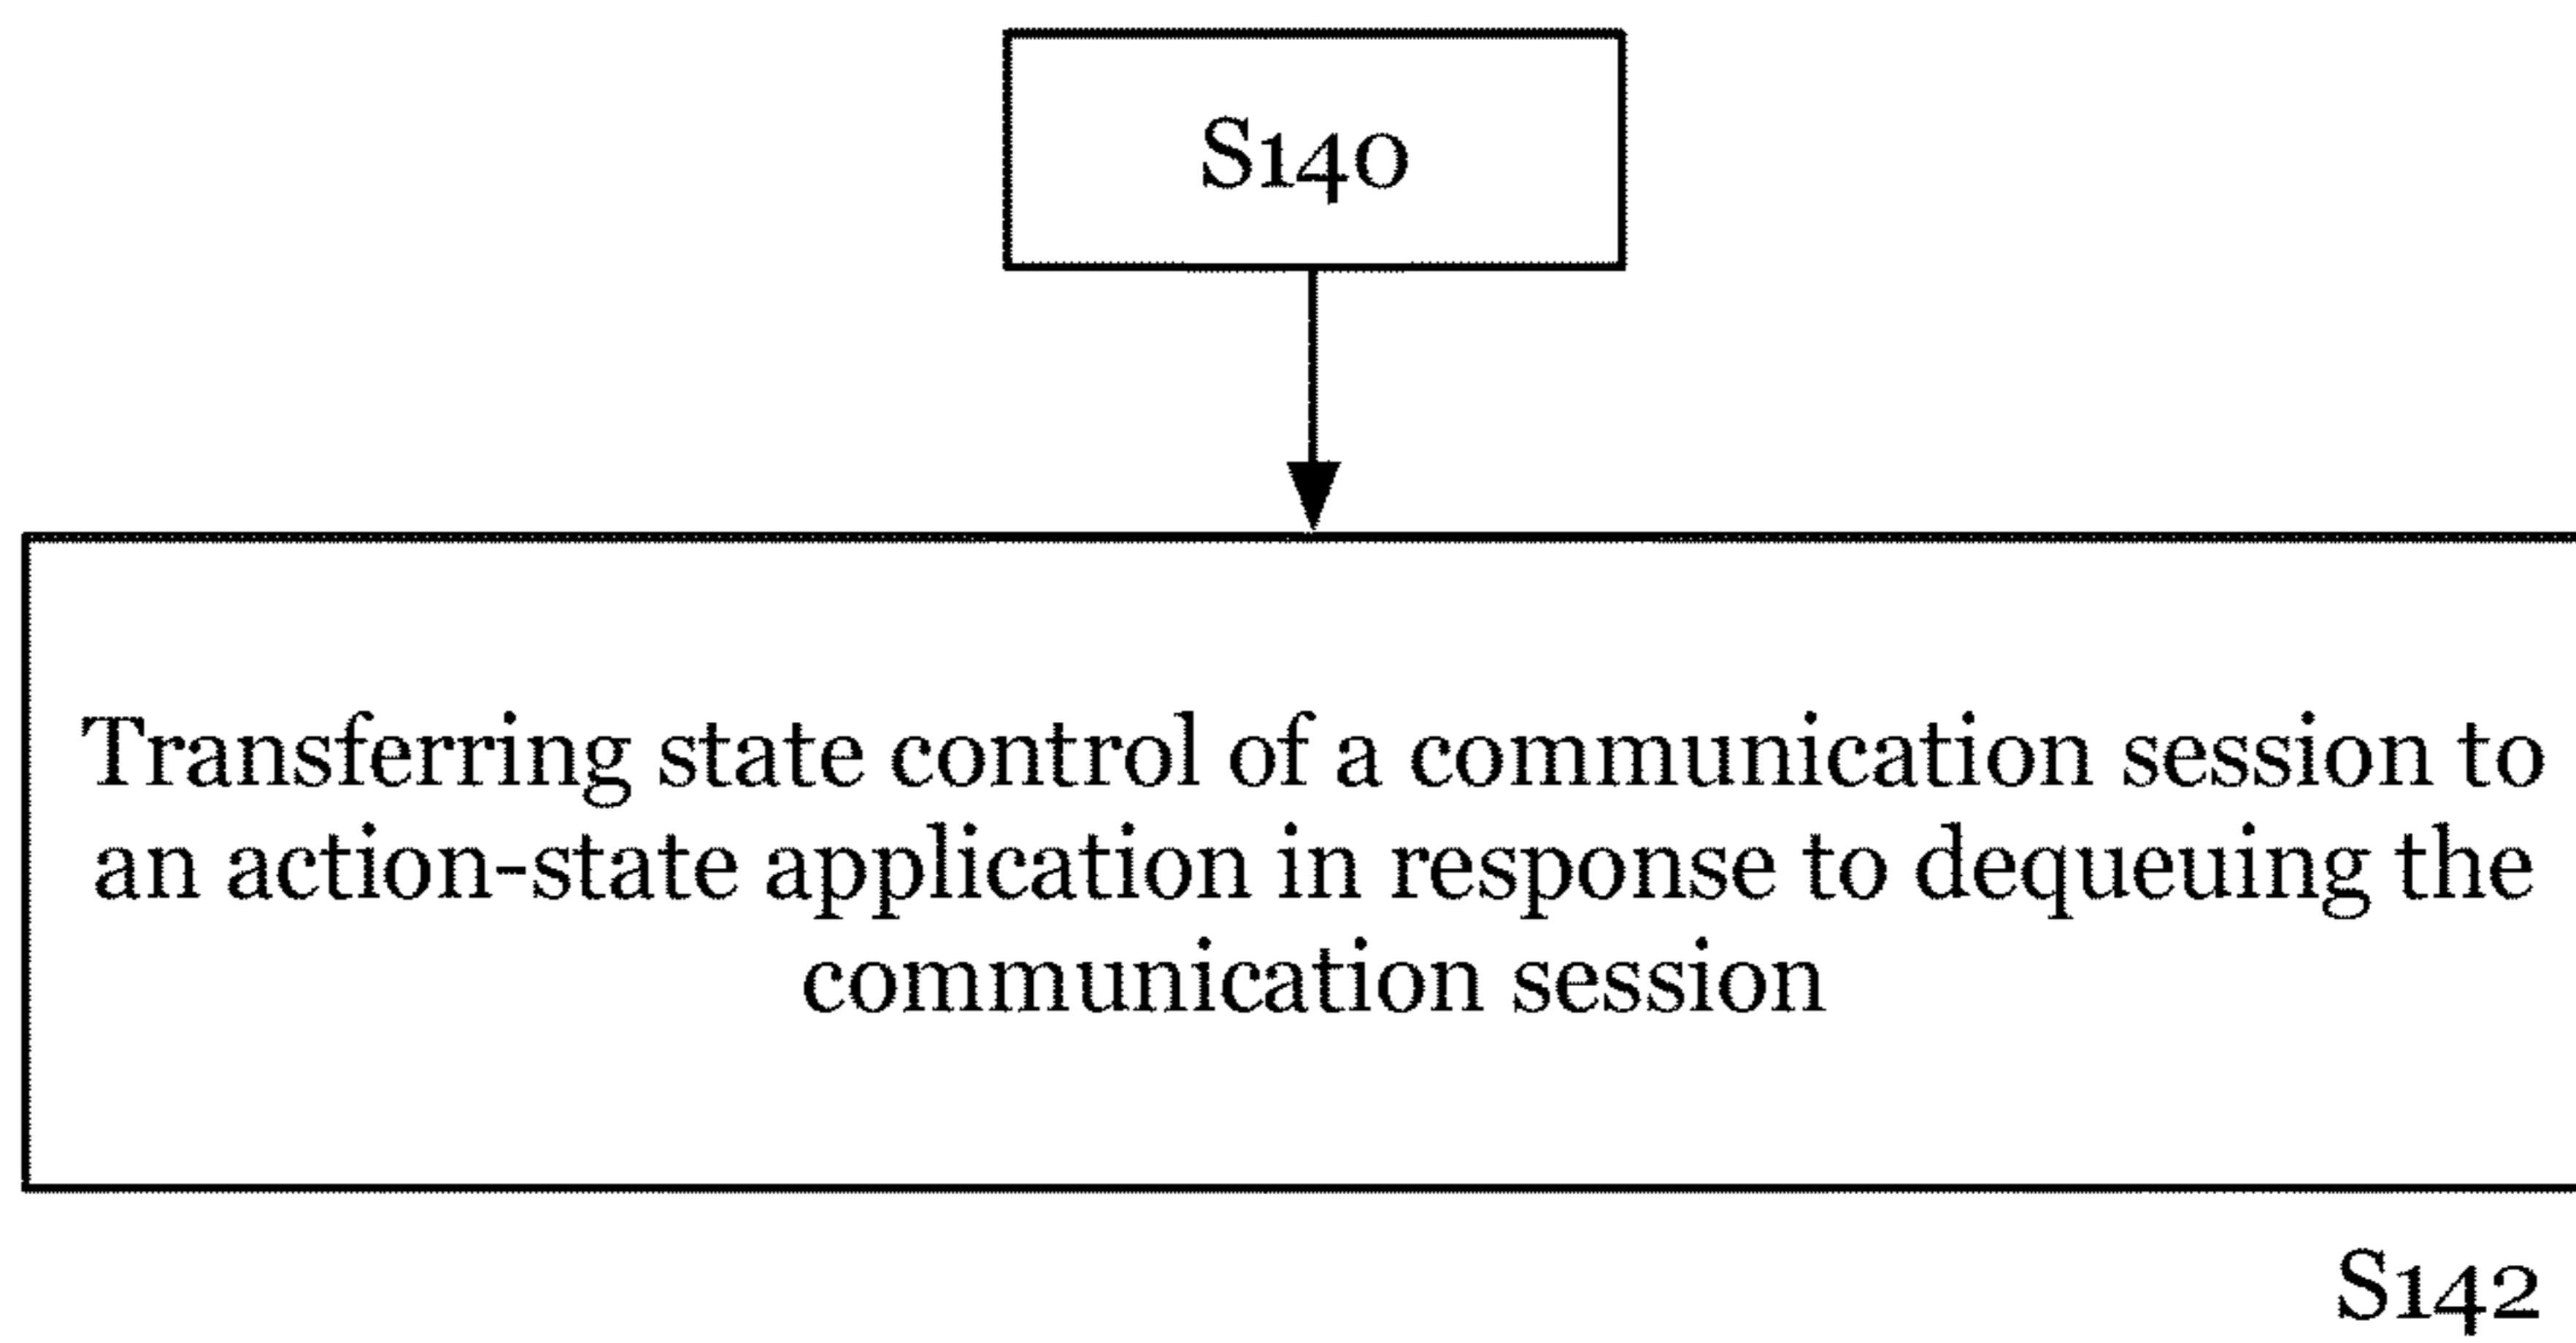 S140
Transferring state control of a communication session to
an action-state application in response to dequeuing the
communication session
S142